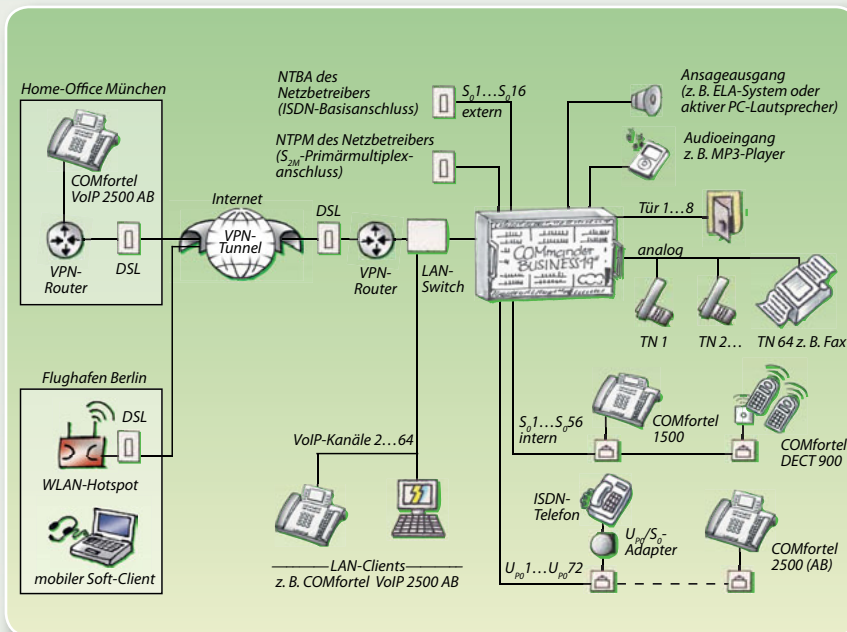 Home-Office München
COMfortel
VoIP 2500 AB
VPN-
Router
DSL
Internet
VPN-
Tunnel
DSL
VPN-
Router
LAN-
Switch
NTBA des
Netzbetreibers
(ISDN-Basisanschluss)
S₀1…S₀16
extern
NTPM des Netzbetreibers
(S₂ₘ-Primärmultiplex-
anschluss)
COMmander
BUSINESS 19"
Ansageausgang
(z. B. ELA-System oder
aktiver PC-Lautsprecher)
Audioeingang
z. B. MP3-Player
Tür 1…8
analog
TN 1
TN 2…
TN 64 z. B. Fax
S₀1…S₀56
intern
COMfortel
1500
COMfortel
DECT 900
ISDN-
Telefon
Uₚ₀/S₀-
Adapter
COMfortel
2500 (AB)
Uₚ₀1…Uₚ₀72
Flughafen Berlin
DSL
WLAN-Hotspot
mobiler Soft-Client
VoIP-Kanäle 2…64
LAN-Clients
z. B. COMfortel VoIP 2500 AB